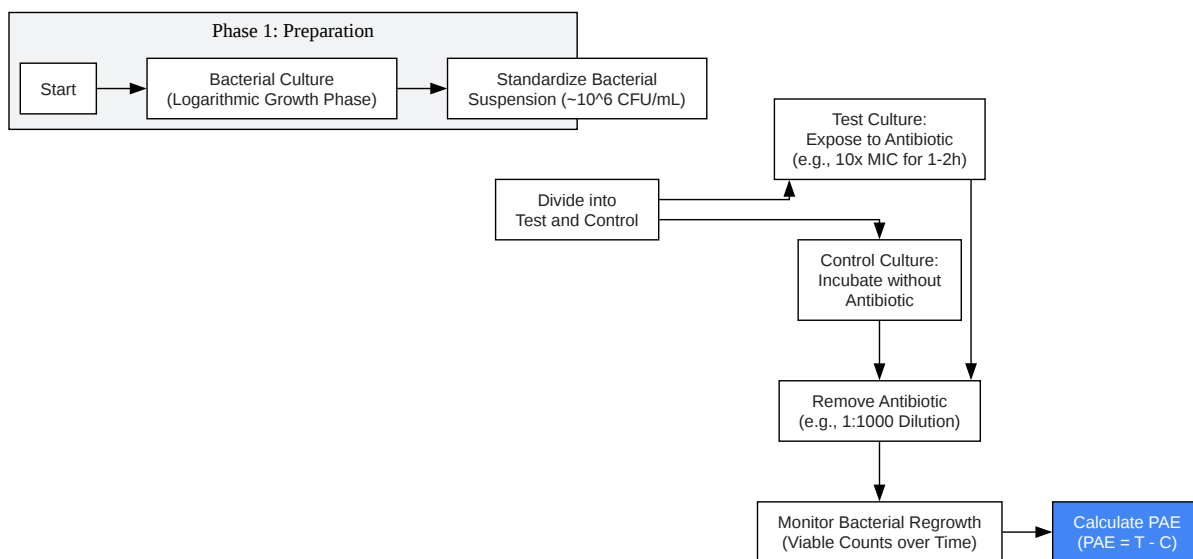 Phase 1: Preparation
Start
Bacterial Culture
(Logarithmic Growth Phase)
Standardize Bacterial
Suspension (~10^6 CFU/mL)
Test Culture:
Expose to Antibiotic
(e.g., 10x MIC for 1-2h)
Divide into
Test and Control
Control Culture:
Incubate without
Antibiotic
Remove Antibiotic
(e.g., 1:1000 Dilution)
Monitor Bacterial Regrowth
(Viable Counts over Time)
Calculate PAE
(PAE = T - C)